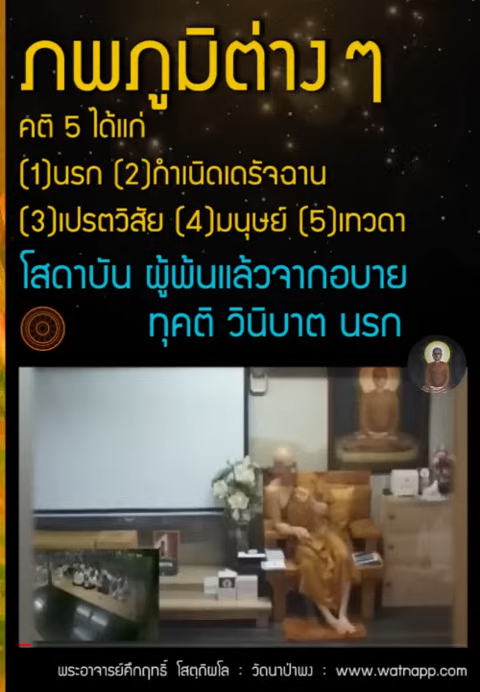 ภพภูมิต่าง ๆ
คติ 5 ได้แก่
(1)นรก (2)กำเนิดเดรัจฉาน
(3)เปรตวิสัย (4)มนุษย์ (5)เทวดา
โสดาบัน ผู้พ้นแล้วจากอบาย
ทุคติ วินิบาต นรก
พระอาจารย์คึกฤทธิ์ โสตฺถิผโล : วัดนาป่าพง : www.watnapp.com